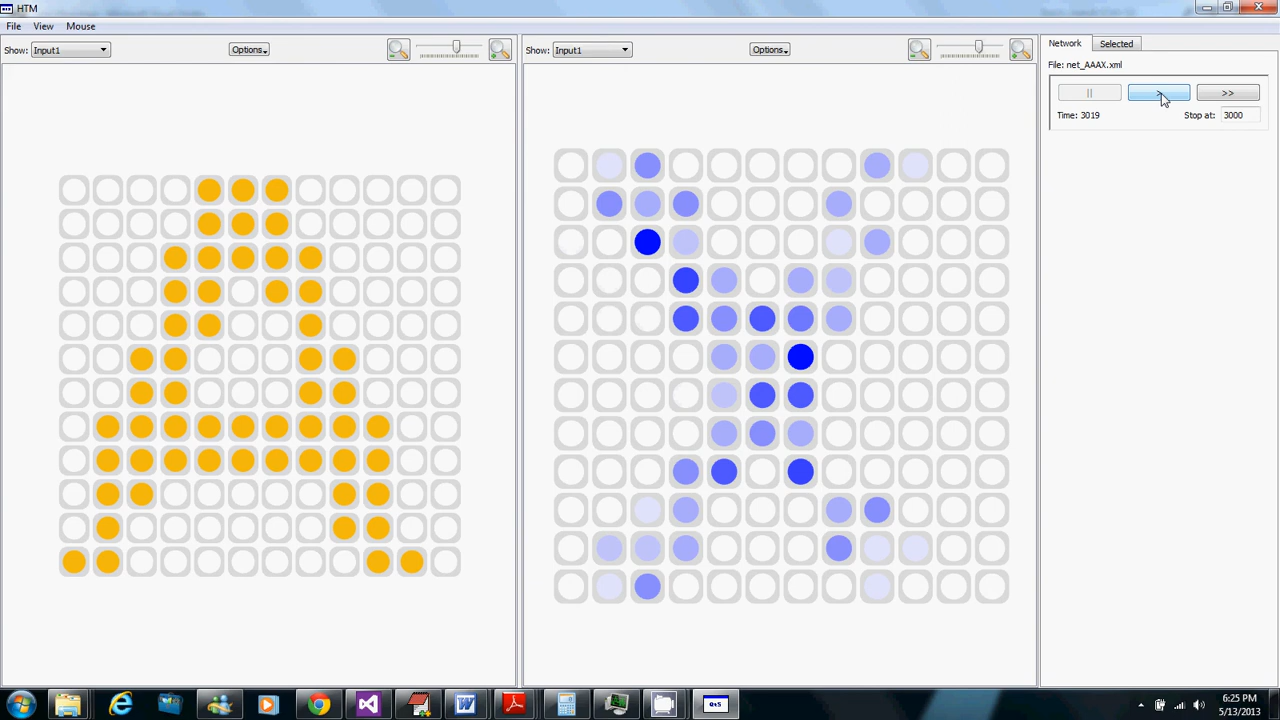 HTM
File View Mouse
Show: Input1 Options
Show: Input1 Options
Network Selected
File: net_AAAX.xml
|| > >>
Time: 3019 Stop at: 3000
6:25 PM
5/13/2013